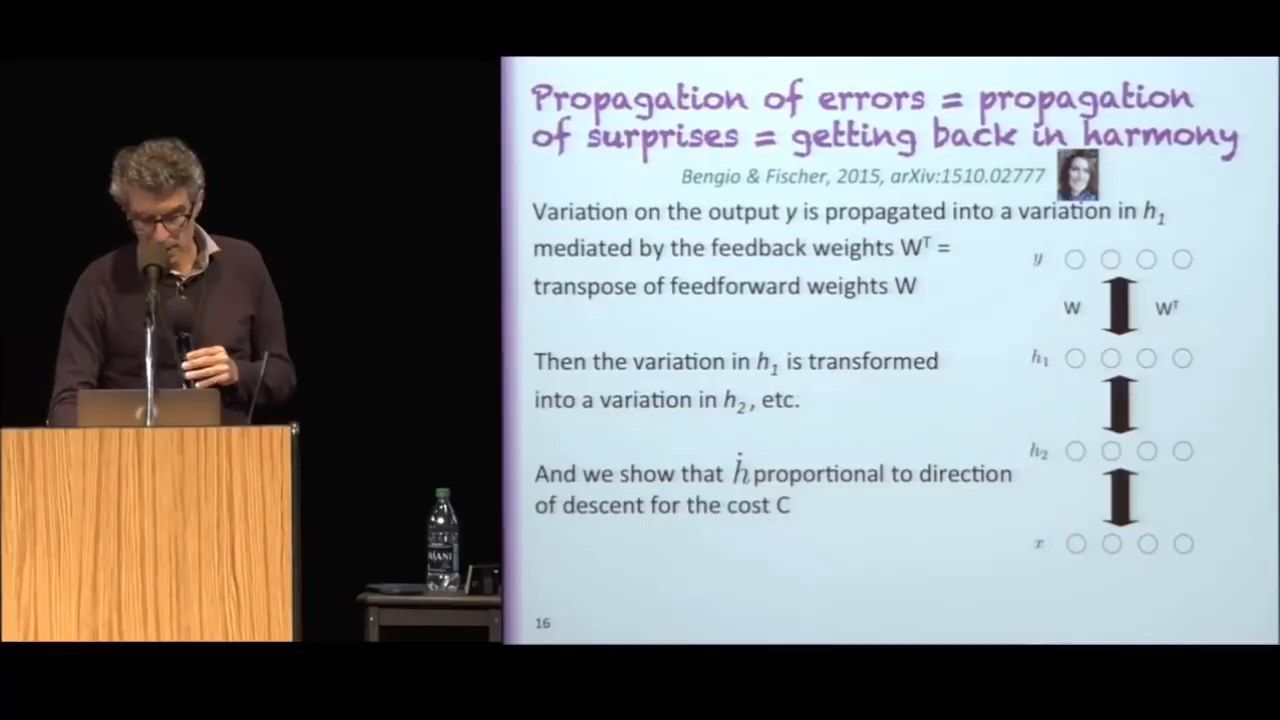 Propagation of errors = propagation
of surprises = getting back in harmony
Bengio & Fischer, 2015, arXiv:1510.02777
Variation on the output y is propagated into a variation in h₁
mediated by the feedback weights Wᵀ =
transpose of feedforward weights W
y
W Wᵀ
Then the variation in h₁ is transformed
into a variation in h₂, etc.
h₁
And we show that ḣ proportional to direction
of descent for the cost C
h₂
x
16
DASANI